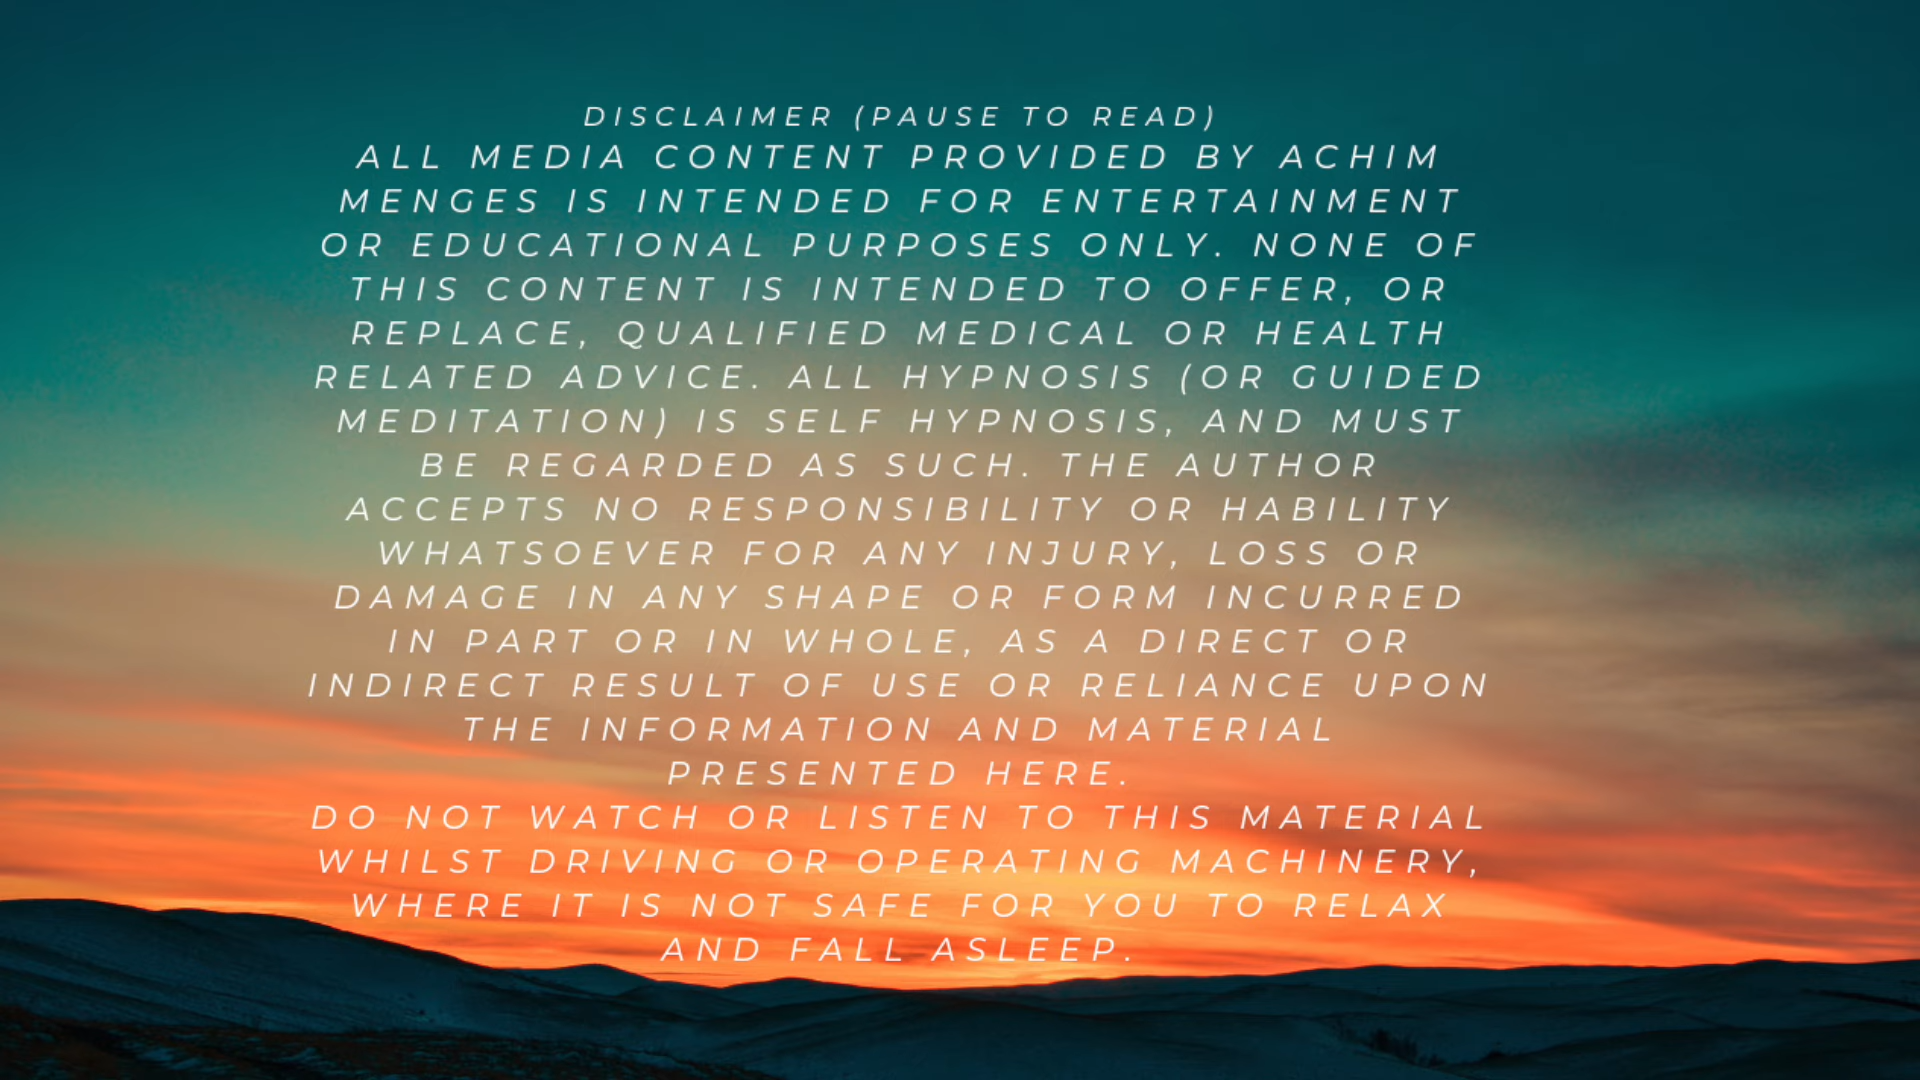 DISCLAIMER (PAUSE TO READ)
ALL MEDIA CONTENT PROVIDED BY ACHIM
MENGES IS INTENDED FOR ENTERTAINMENT
OR EDUCATIONAL PURPOSES ONLY. NONE OF
THIS CONTENT IS INTENDED TO OFFER, OR
REPLACE, QUALIFIED MEDICAL OR HEALTH
RELATED ADVICE. ALL HYPNOSIS (OR GUIDED
MEDITATION) IS SELF HYPNOSIS, AND MUST
BE REGARDED AS SUCH. THE AUTHOR
ACCEPTS NO RESPONSIBILITY OR HABILITY
WHATSOEVER FOR ANY INJURY, LOSS OR
DAMAGE IN ANY SHAPE OR FORM INCURRED
IN PART OR IN WHOLE, AS A DIRECT OR
INDIRECT RESULT OF USE OR RELIANCE UPON
THE INFORMATION AND MATERIAL
PRESENTED HERE.
DO NOT WATCH OR LISTEN TO THIS MATERIAL
WHILST DRIVING OR OPERATING MACHINERY,
WHERE IT IS NOT SAFE FOR YOU TO RELAX
AND FALL ASLEEP.